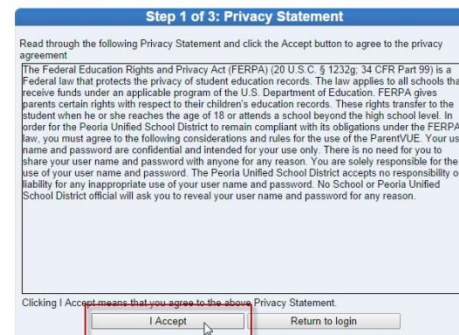 Step 1 of 3: Privacy Statement
Read through the following Privacy Statement and click the Accept button to agree to the privacy
agreement
The Federal Education Rights and Privacy Act (FERPA) (20 U.S.C. § 1232g: 34 CFR Part 99) is a
Federal law that protects the privacy of student education records. The law applies to all schools tha
receive funds under an applicable program of the U.S. Department of Education. FERPA gives
parents certain rights with respect to their children's education records. These rights transfer to the
student when he or she reaches the age of 18 or attends a school beyond the high school level. In
order for the Peoria Unified School District to remain compliant with its obligations under the FERPA
law, you must agree to the following considerations and rules for the use of the ParentVUE. Your us
name and password are confidential and intended for your use only. There is no need for you to
share your user name and password with anyone for any reason. You are solely responsible for the
use of your user name and password. The Peoria Unified School District accepts no responsibility o
liability for any inappropriate use of your user name and password. No School or Peoria Unified
School District official will ask you to reveal your user name and password for any reason.
Clicking I Accept means that you agree to the above Privacy Statement.
I Accept Return to login